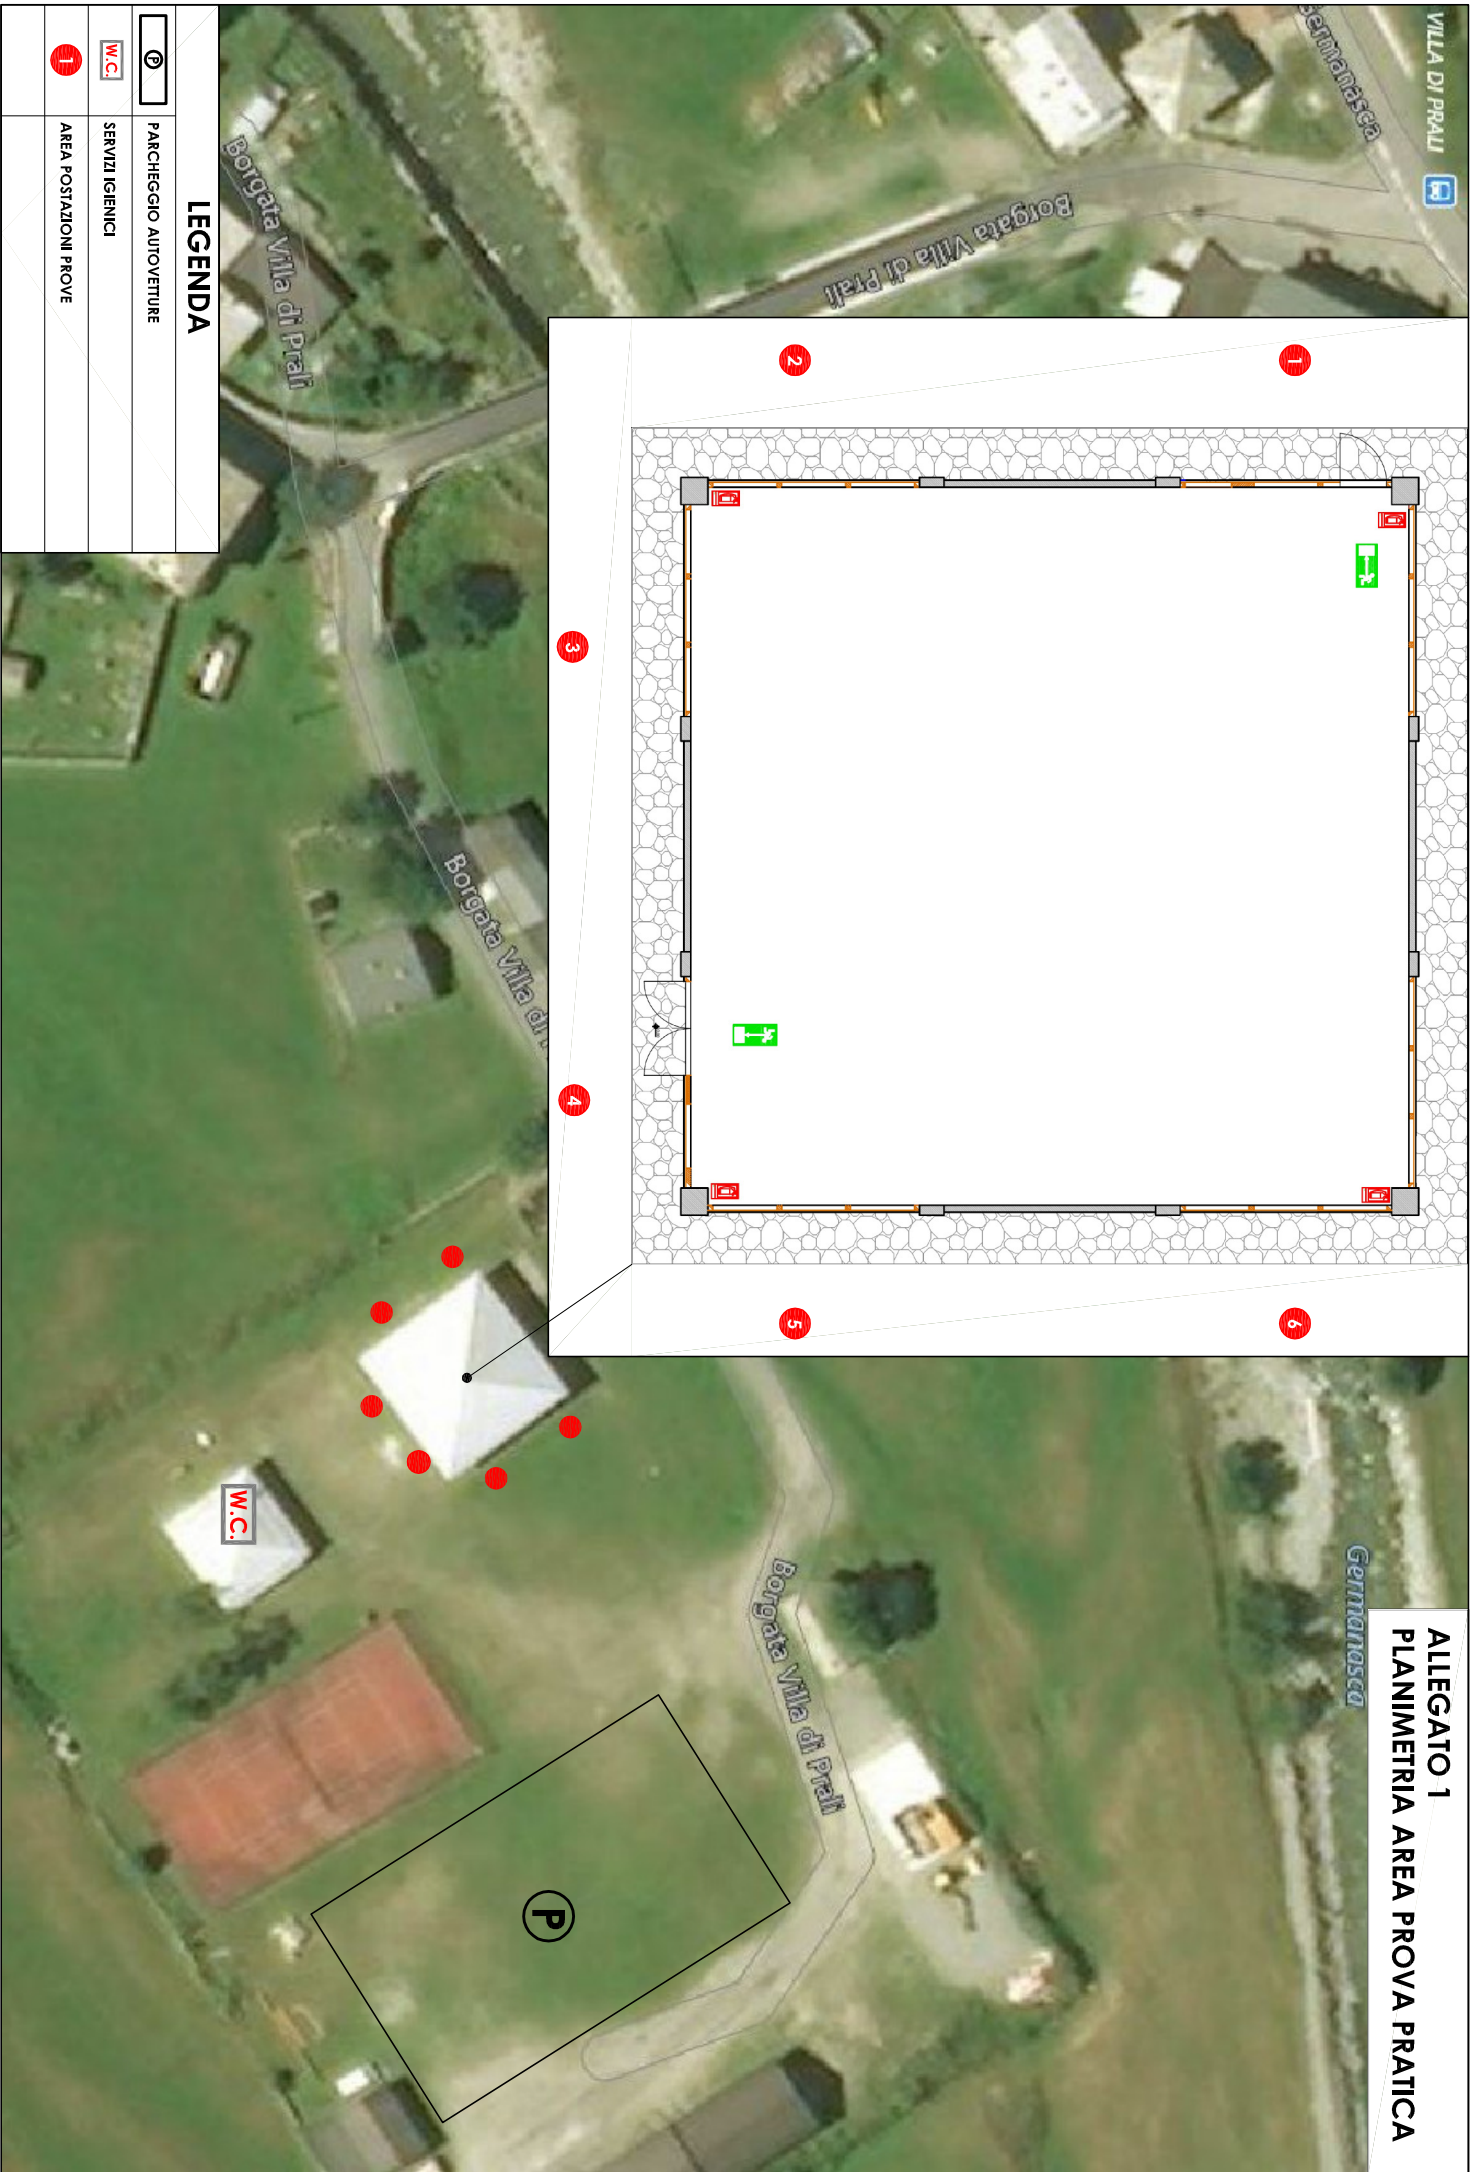 ALLEGATO 1
PLANIMETRIA AREA PROVA PRATICA
VILLA DI PRALI
Germanasca
Borgata Villa di Prali
Borgata Villa di Prali
Borgata Villa di
Borgata Villa di Prali
Germanasca
1
2
3
4
5
6
W.C.
P
LEGENDA
P PARCHEGGIO AUTOVETTURE
W.C. SERVIZI IGIENICI
1 AREA POSTAZIONI PROVE